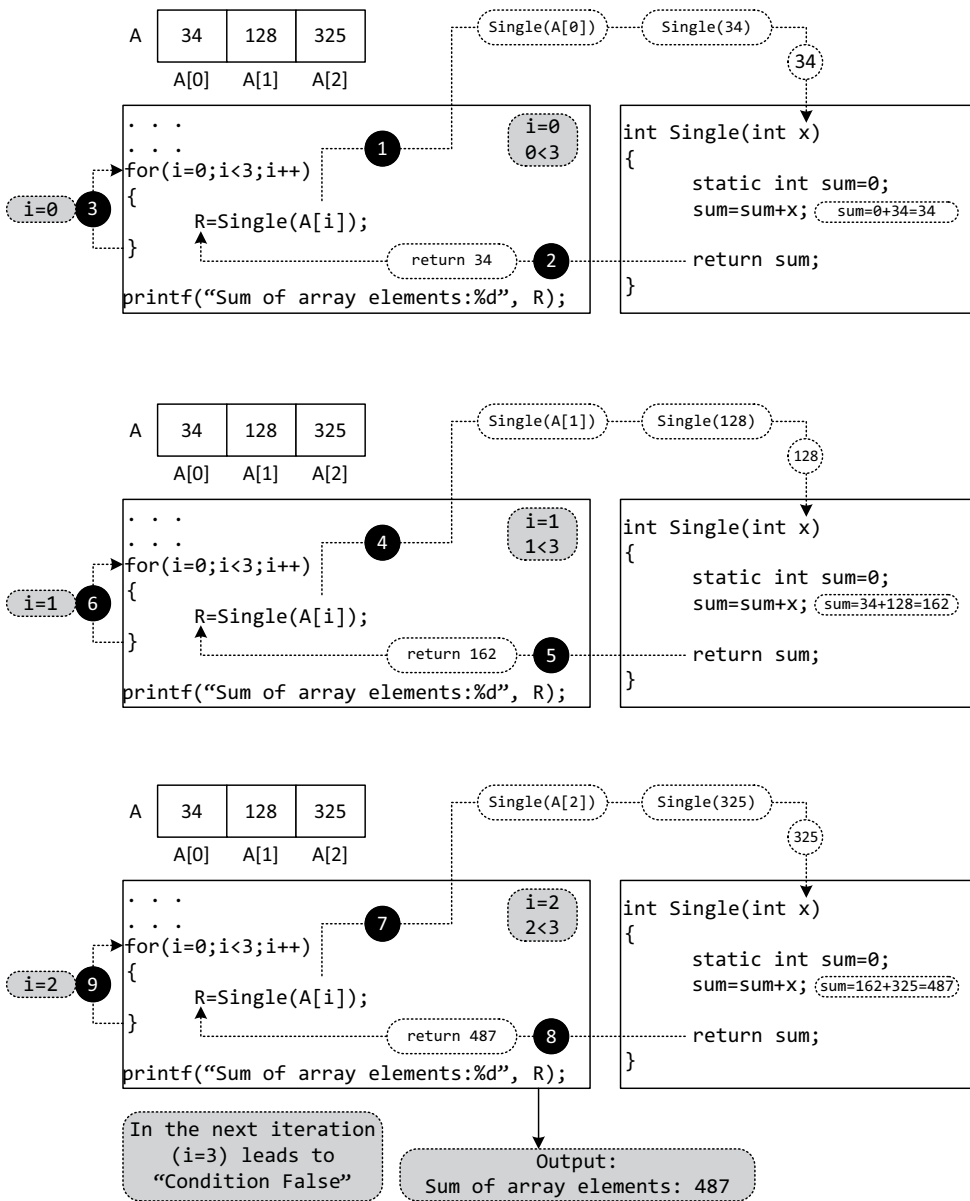 Single(A[0]) Single(34)
A 34 128 325
34
A[0] A[1] A[2]
. . .
. . .
1
i=0
0<3
for(i=0;i<3;i++)
{
i=0 3
R=Single(A[i]);
}
return 34 2
printf(“Sum of array elements:%d”, R);
int Single(int x)
{
static int sum=0;
sum=sum+x; sum=0+34=34
return sum;
}
Single(A[1]) Single(128)
A 34 128 325
128
A[0] A[1] A[2]
. . .
. . .
4
i=1
1<3
for(i=0;i<3;i++)
{
i=1 6
R=Single(A[i]);
}
return 162 5
printf(“Sum of array elements:%d”, R);
int Single(int x)
{
static int sum=0;
sum=sum+x; sum=34+128=162
return sum;
}
Single(A[2]) Single(325)
A 34 128 325
325
A[0] A[1] A[2]
. . .
. . .
7
i=2
2<3
for(i=0;i<3;i++)
{
i=2 9
R=Single(A[i]);
}
return 487 8
printf(“Sum of array elements:%d”, R);
int Single(int x)
{
static int sum=0;
sum=sum+x; sum=162+325=487
return sum;
}
In the next iteration
(i=3) leads to
“Condition False”
Output:
Sum of array elements: 487